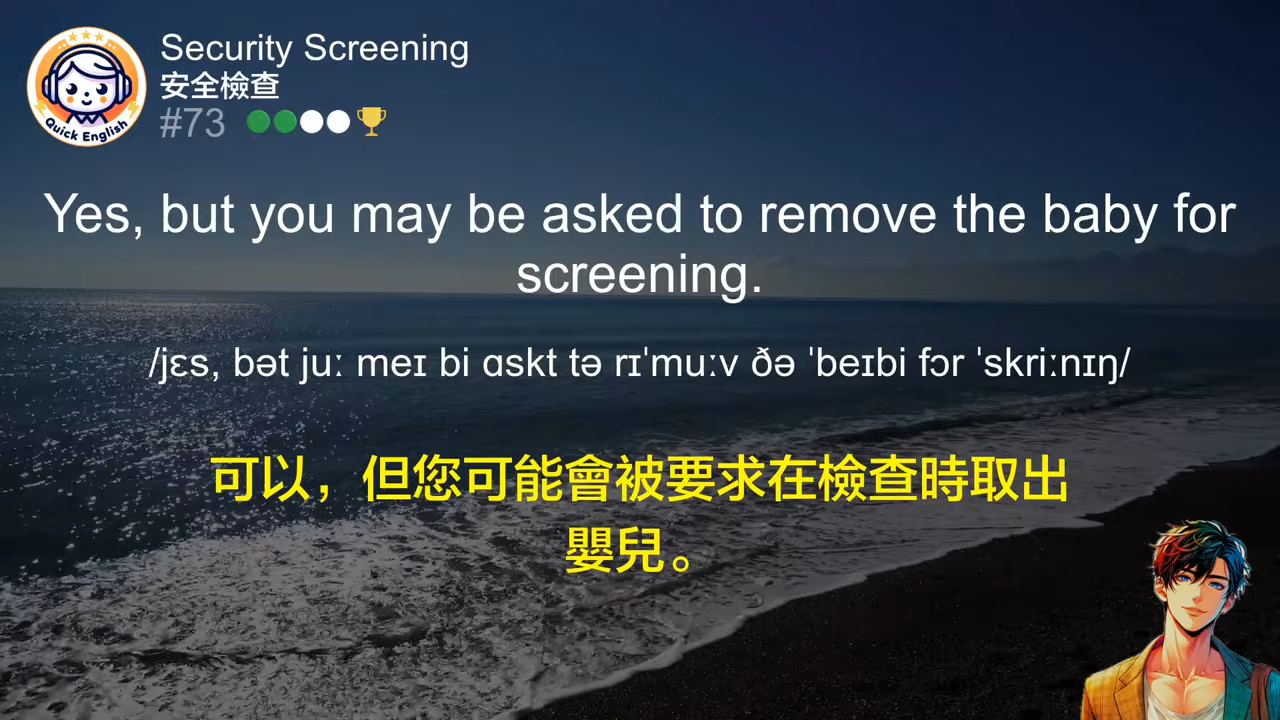 Security Screening
安全檢查
#73
Quick English
Yes, but you may be asked to remove the baby for
screening.
/jɛs, bət juː meɪ bi ɑskt tə rɪˈmuːv ðə ˈbeɪbi fɔr ˈskriːnɪŋ/
可以，但您可能會被要求在檢查時取出
嬰兒。